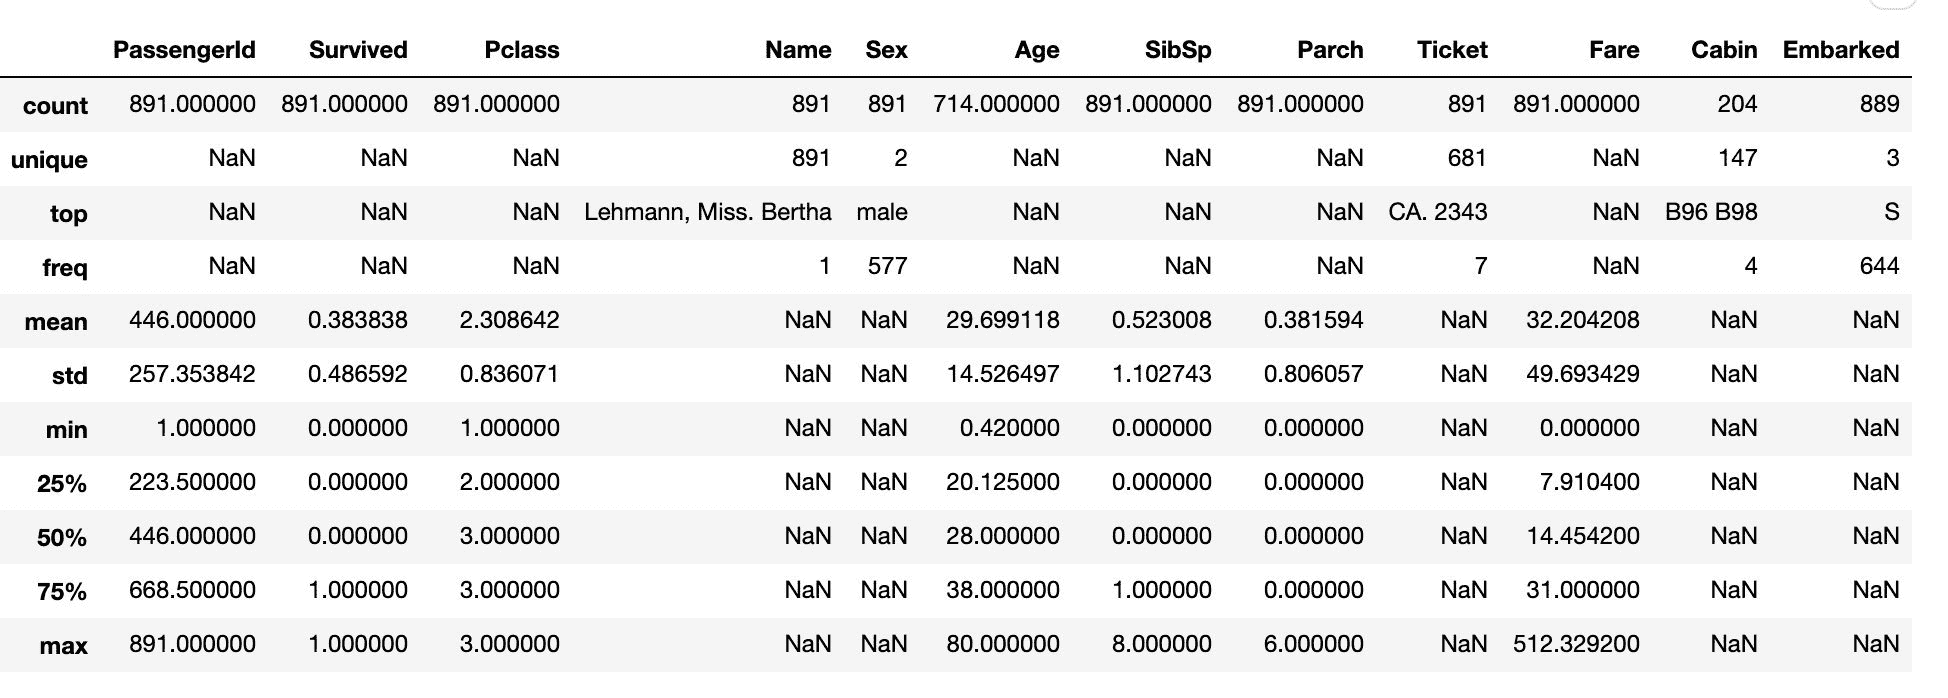 PassengerId Survived Pclass Name Sex Age SibSp Parch Ticket Fare Cabin Embarked
count 891.000000 891.000000 891.000000 891 891 714.000000 891.000000 891.000000 891 891.000000 204 889
unique NaN NaN NaN 891 2 NaN NaN NaN 681 NaN 147 3
top NaN NaN NaN Lehmann, Miss. Bertha male NaN NaN NaN CA. 2343 NaN B96 B98 S
freq NaN NaN NaN 1 577 NaN NaN NaN 7 NaN 4 644
mean 446.000000 0.383838 2.308642 NaN NaN 29.699118 0.523008 0.381594 NaN 32.204208 NaN NaN
std 257.353842 0.486592 0.836071 NaN NaN 14.526497 1.102743 0.806057 NaN 49.693429 NaN NaN
min 1.000000 0.000000 1.000000 NaN NaN 0.420000 0.000000 0.000000 NaN 0.000000 NaN NaN
25% 223.500000 0.000000 2.000000 NaN NaN 20.125000 0.000000 0.000000 NaN 7.910400 NaN NaN
50% 446.000000 0.000000 3.000000 NaN NaN 28.000000 0.000000 0.000000 NaN 14.454200 NaN NaN
75% 668.500000 1.000000 3.000000 NaN NaN 38.000000 1.000000 0.000000 NaN 31.000000 NaN NaN
max 891.000000 1.000000 3.000000 NaN NaN 80.000000 8.000000 6.000000 NaN 512.329200 NaN NaN